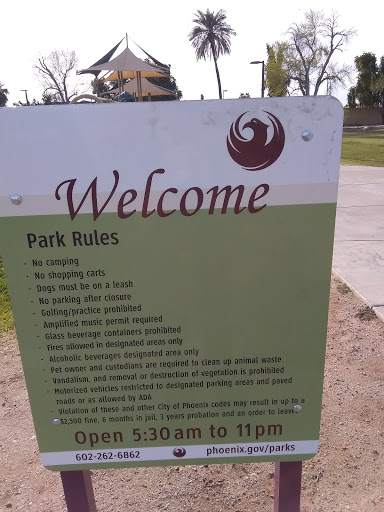 Welcome
Park Rules
· No camping
· No shopping carts
· Dogs must be on a leash
· No parking after closure
· Golfing/practice prohibited
· Amplified music permit required
· Glass beverage containers prohibited
· Fires allowed in designated areas only
· Alcoholic beverages designated area only
· Pet owner and custodians are required to clean up animal waste
· Vandalism, and removal or destruction of vegetation is prohibited
· Motorized vehicles restricted to designated parking areas and paved
roads or as allowed by ADA
· Violation of these and other City of Phoenix codes may result in up to a
$2,500 fine, 6 months in jail, 3 years probation and an order to leave.
Open 5:30am to 11pm
602-262-6862 phoenix.gov/parks